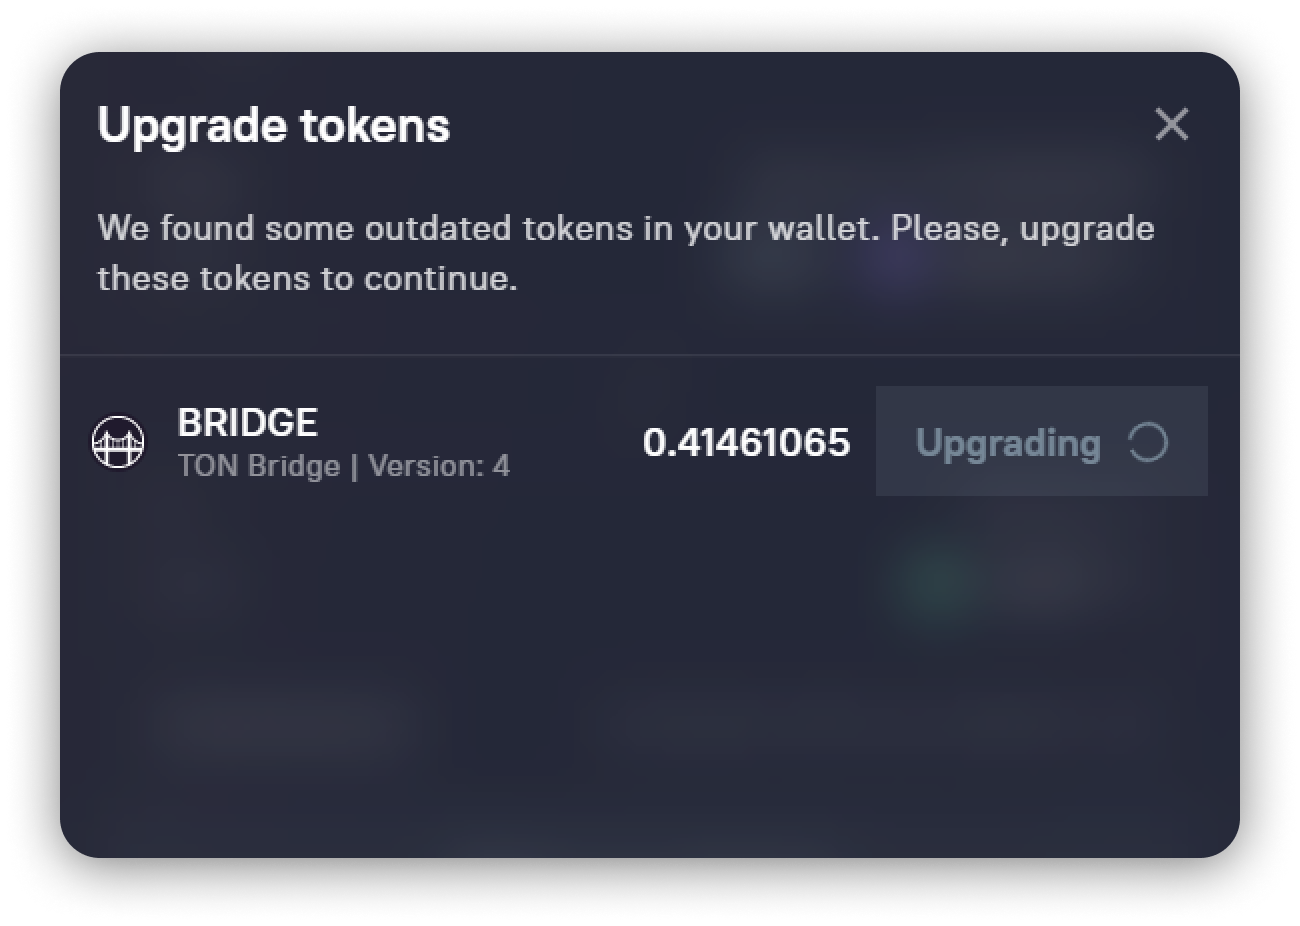 Upgrade tokens
We found some outdated tokens in your wallet. Please, upgrade
these tokens to continue.
BRIDGE
TON Bridge | Version: 4
0.41461065
Upgrading